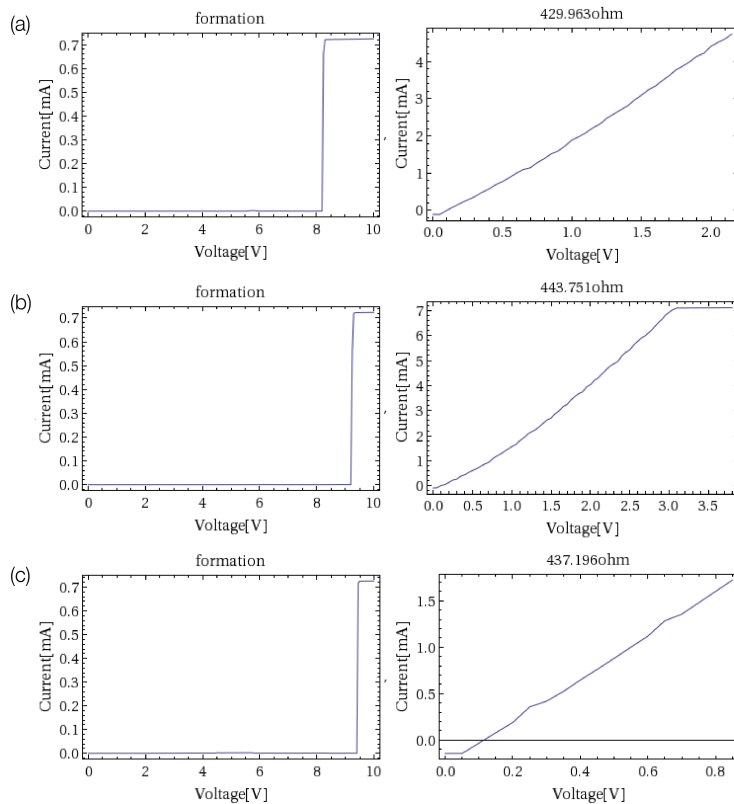 (a)
formation
0.7
0.6
0.5
0.4
0.3
0.2
0.1
0.0
Current[mA]
0 2 4 6 8 10
Voltage[V]
429.963ohm
4
3
2
1
0
Current[mA]
0.0 0.5 1.0 1.5 2.0
Voltage[V]
(b)
formation
0.7
0.6
0.5
0.4
0.3
0.2
0.1
0.0
Current[mA]
0 2 4 6 8 10
Voltage[V]
443.751ohm
7
6
5
4
3
2
1
0
Current[mA]
0.0 0.5 1.0 1.5 2.0 2.5 3.0 3.5
Voltage[V]
(c)
formation
0.7
0.6
0.5
0.4
0.3
0.2
0.1
0.0
Current[mA]
0 2 4 6 8 10
Voltage[V]
437.196ohm
1.5
1.0
0.5
0.0
Current[mA]
0.0 0.2 0.4 0.6 0.8
Voltage[V]